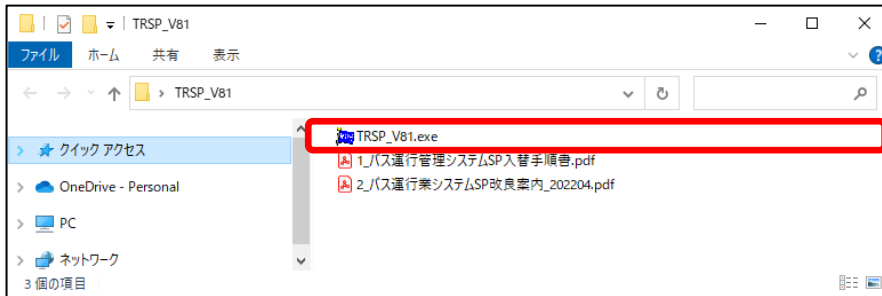 TRSP_V81
ファイル ホーム 共有 表示
TRSP_V81
クイック アクセス
OneDrive - Personal
PC
ネットワーク
TRSP_V81.exe
1_バス運行管理システムSP入替手順書.pdf
2_バス運行業システムSP改良案内_202204.pdf
3 個の項目